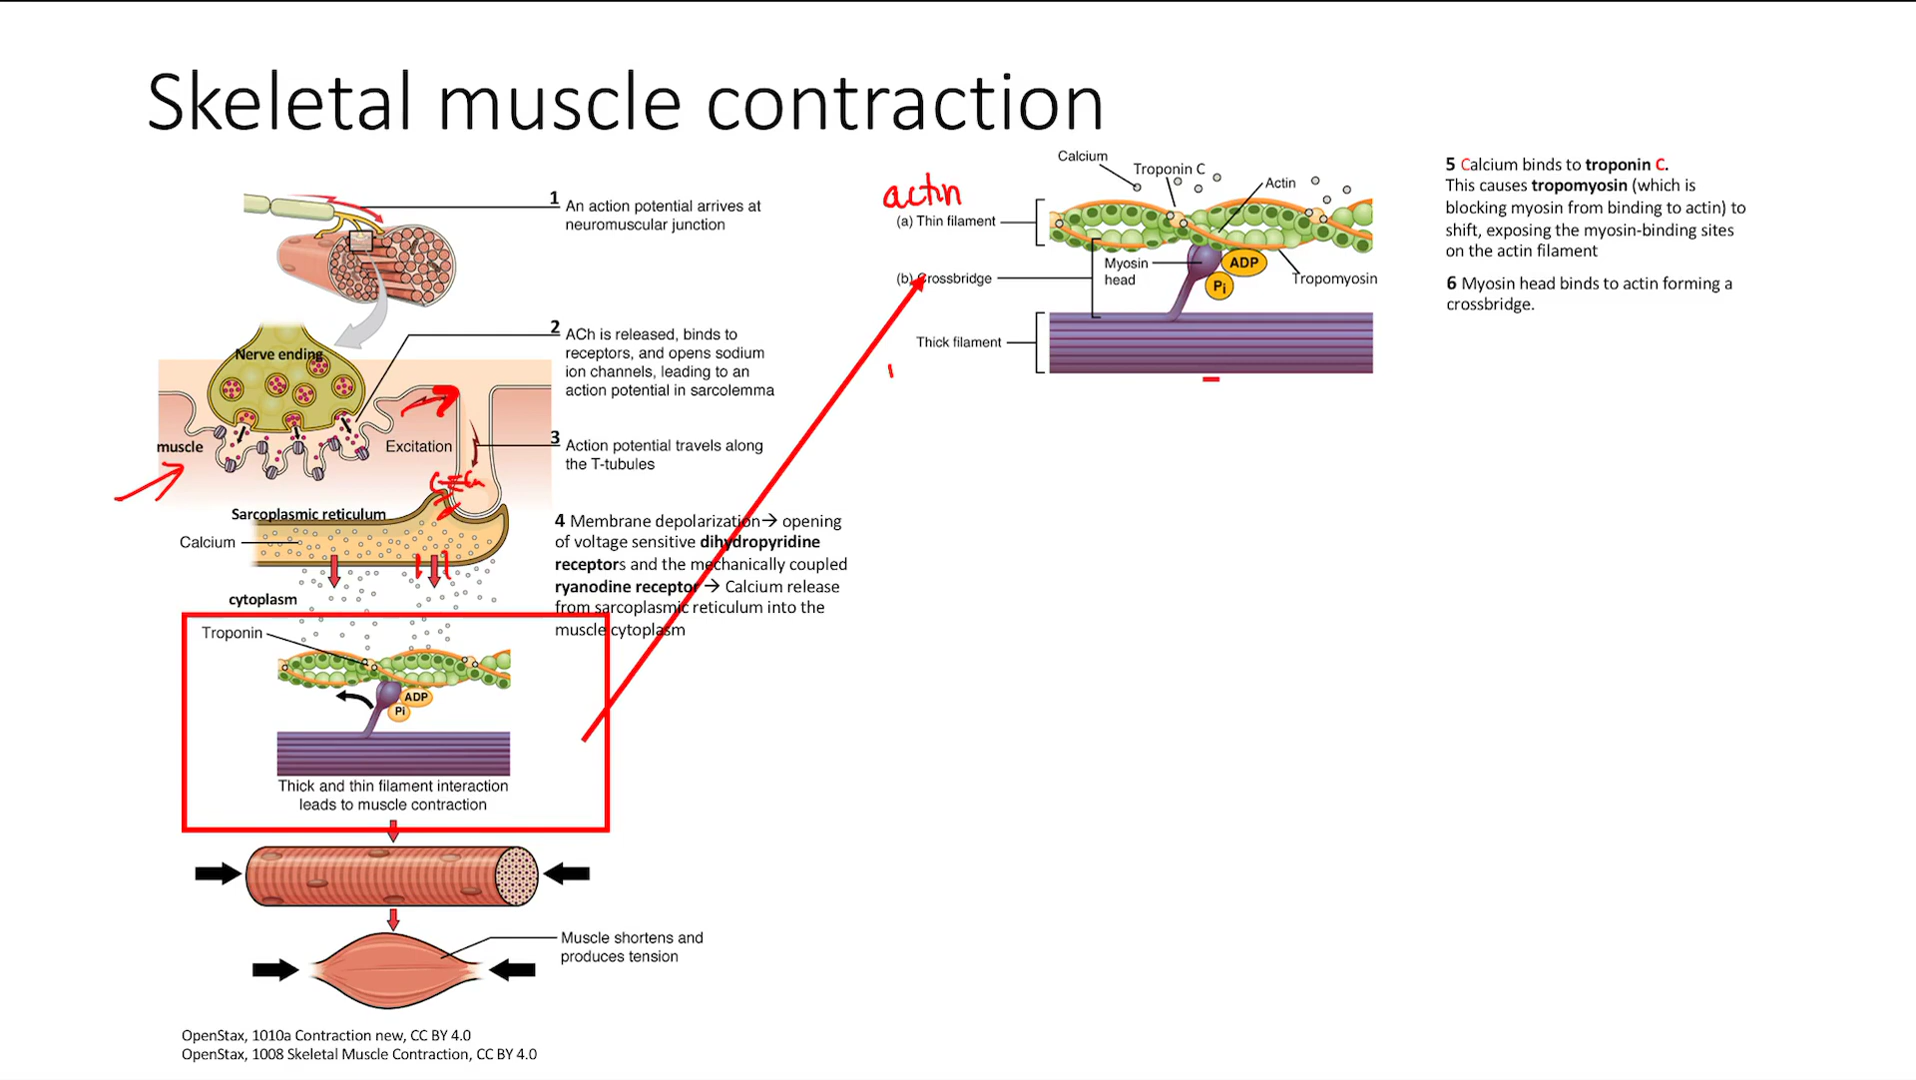 Skeletal muscle contraction
1 An action potential arrives at
neuromuscular junction
2 ACh is released, binds to
receptors, and opens sodium
ion channels, leading to an
action potential in sarcolemma
Nerve ending
muscle
Excitation
3 Action potential travels along
the T-tubules
Sarcoplasmic reticulum
Calcium
4 Membrane depolarization→ opening
of voltage sensitive dihydropyridine
receptors and the mechanically coupled
ryanodine receptor → Calcium release
from sarcoplasmic reticulum into the
muscle cytoplasm
cytoplasm
Troponin
ADP
Pi
Thick and thin filament interaction
leads to muscle contraction
Muscle shortens and
produces tension
OpenStax, 1010a Contraction new, CC BY 4.0
OpenStax, 1008 Skeletal Muscle Contraction, CC BY 4.0
actin
Calcium
Troponin C
Actin
(a) Thin filament
(b) Crossbridge
Myosin
head
ADP
Pi
Tropomyosin
Thick filament
5 Calcium binds to troponin C.
This causes tropomyosin (which is
blocking myosin from binding to actin) to
shift, exposing the myosin-binding sites
on the actin filament
6 Myosin head binds to actin forming a
crossbridge.